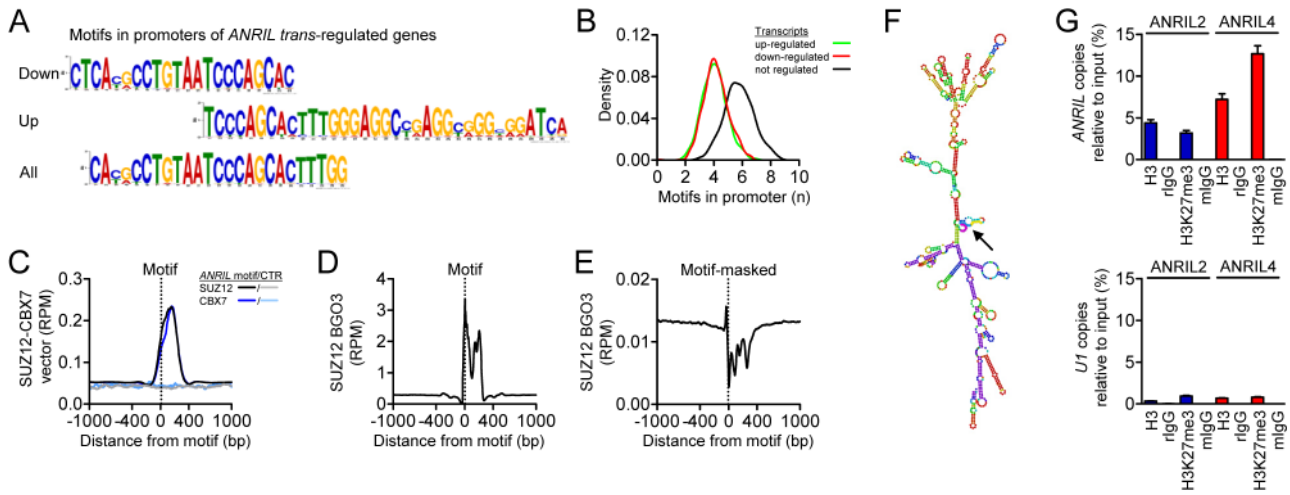 A
Motifs in promoters of ANRIL trans-regulated genes
Down
CTCACGCCTGTAATCCCAGCAC
Up
All
B
Density
0.12
0.08
0.04
0.00
0 2 4 6 8 10
Motifs in promoter (n)
Transcripts
up-regulated
down-regulated
not regulated
C
Motif
SUZ12-CBX7
vector (RPM)
0.3
0.2
0.1
0.0
-1000 -400 0 400 1000
Distance from motif (bp)
ANRIL motif/CTR
SUZ12 /
CBX7 /
D
Motif
SUZ12 BGO3
(RPM)
4
3
2
1
0
-1000 -400 0 400 1000
Distance from motif (bp)
E
Motif-masked
SUZ12 BGO3
(RPM)
0.02
0.01
0.00
-1000 -400 0 400 1000
Distance from motif (bp)
F
G
ANRIL2 ANRIL4
ANRIL copies
relative to input (%)
15
10
5
0
H3
rIgG
H3K27me3
mIgG
H3
rIgG
H3K27me3
mIgG
ANRIL2 ANRIL4
U1 copies
relative to input (%)
15
10
5
0
H3
rIgG
H3K27me3
mIgG
H3
rIgG
H3K27me3
mIgG